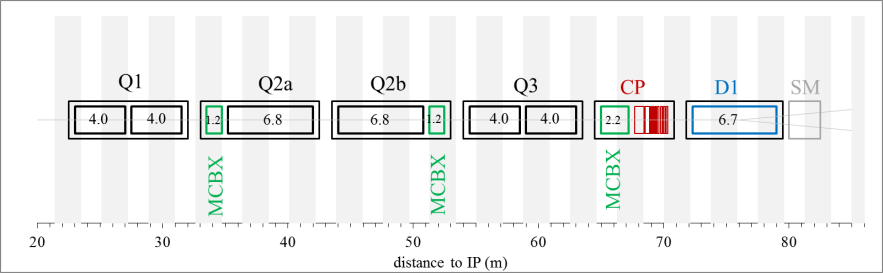 Q1 Q2a Q2b Q3 CP D1 SM
4.0 4.0 1.2 6.8 6.8 1.2 4.0 4.0 2.2 6.7
MCBX MCBX MCBX
20 30 40 50 60 70 80
distance to IP (m)